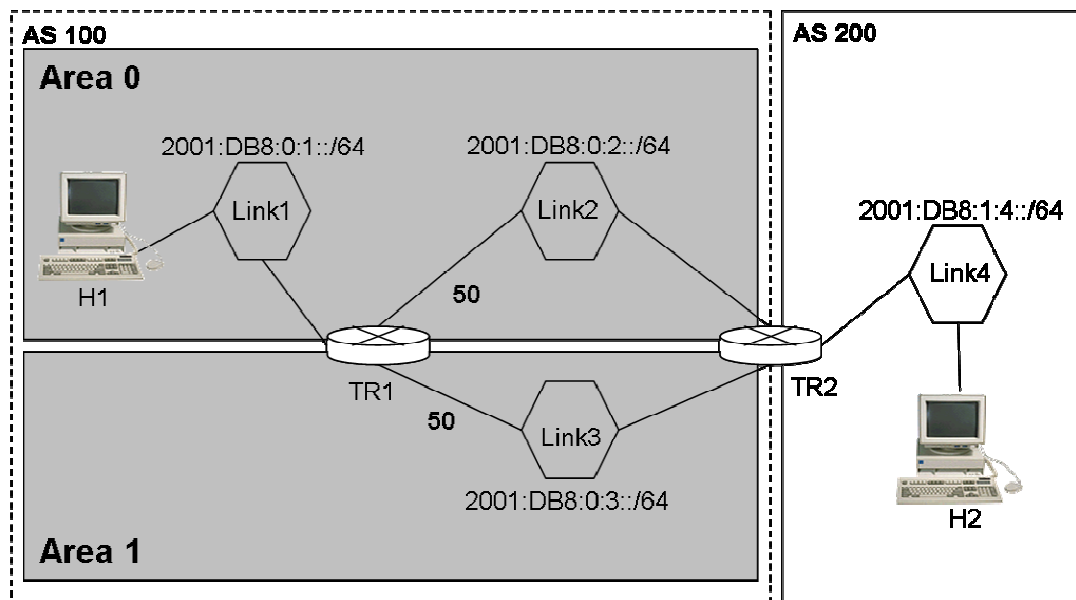 AS 100
AS 200
Area 0
2001:DB8:0:1::/64
2001:DB8:0:2::/64
Link1
Link2
2001:DB8:1:4::/64
Link4
H1
50
TR1
TR2
50
Link3
2001:DB8:0:3::/64
H2
Area 1